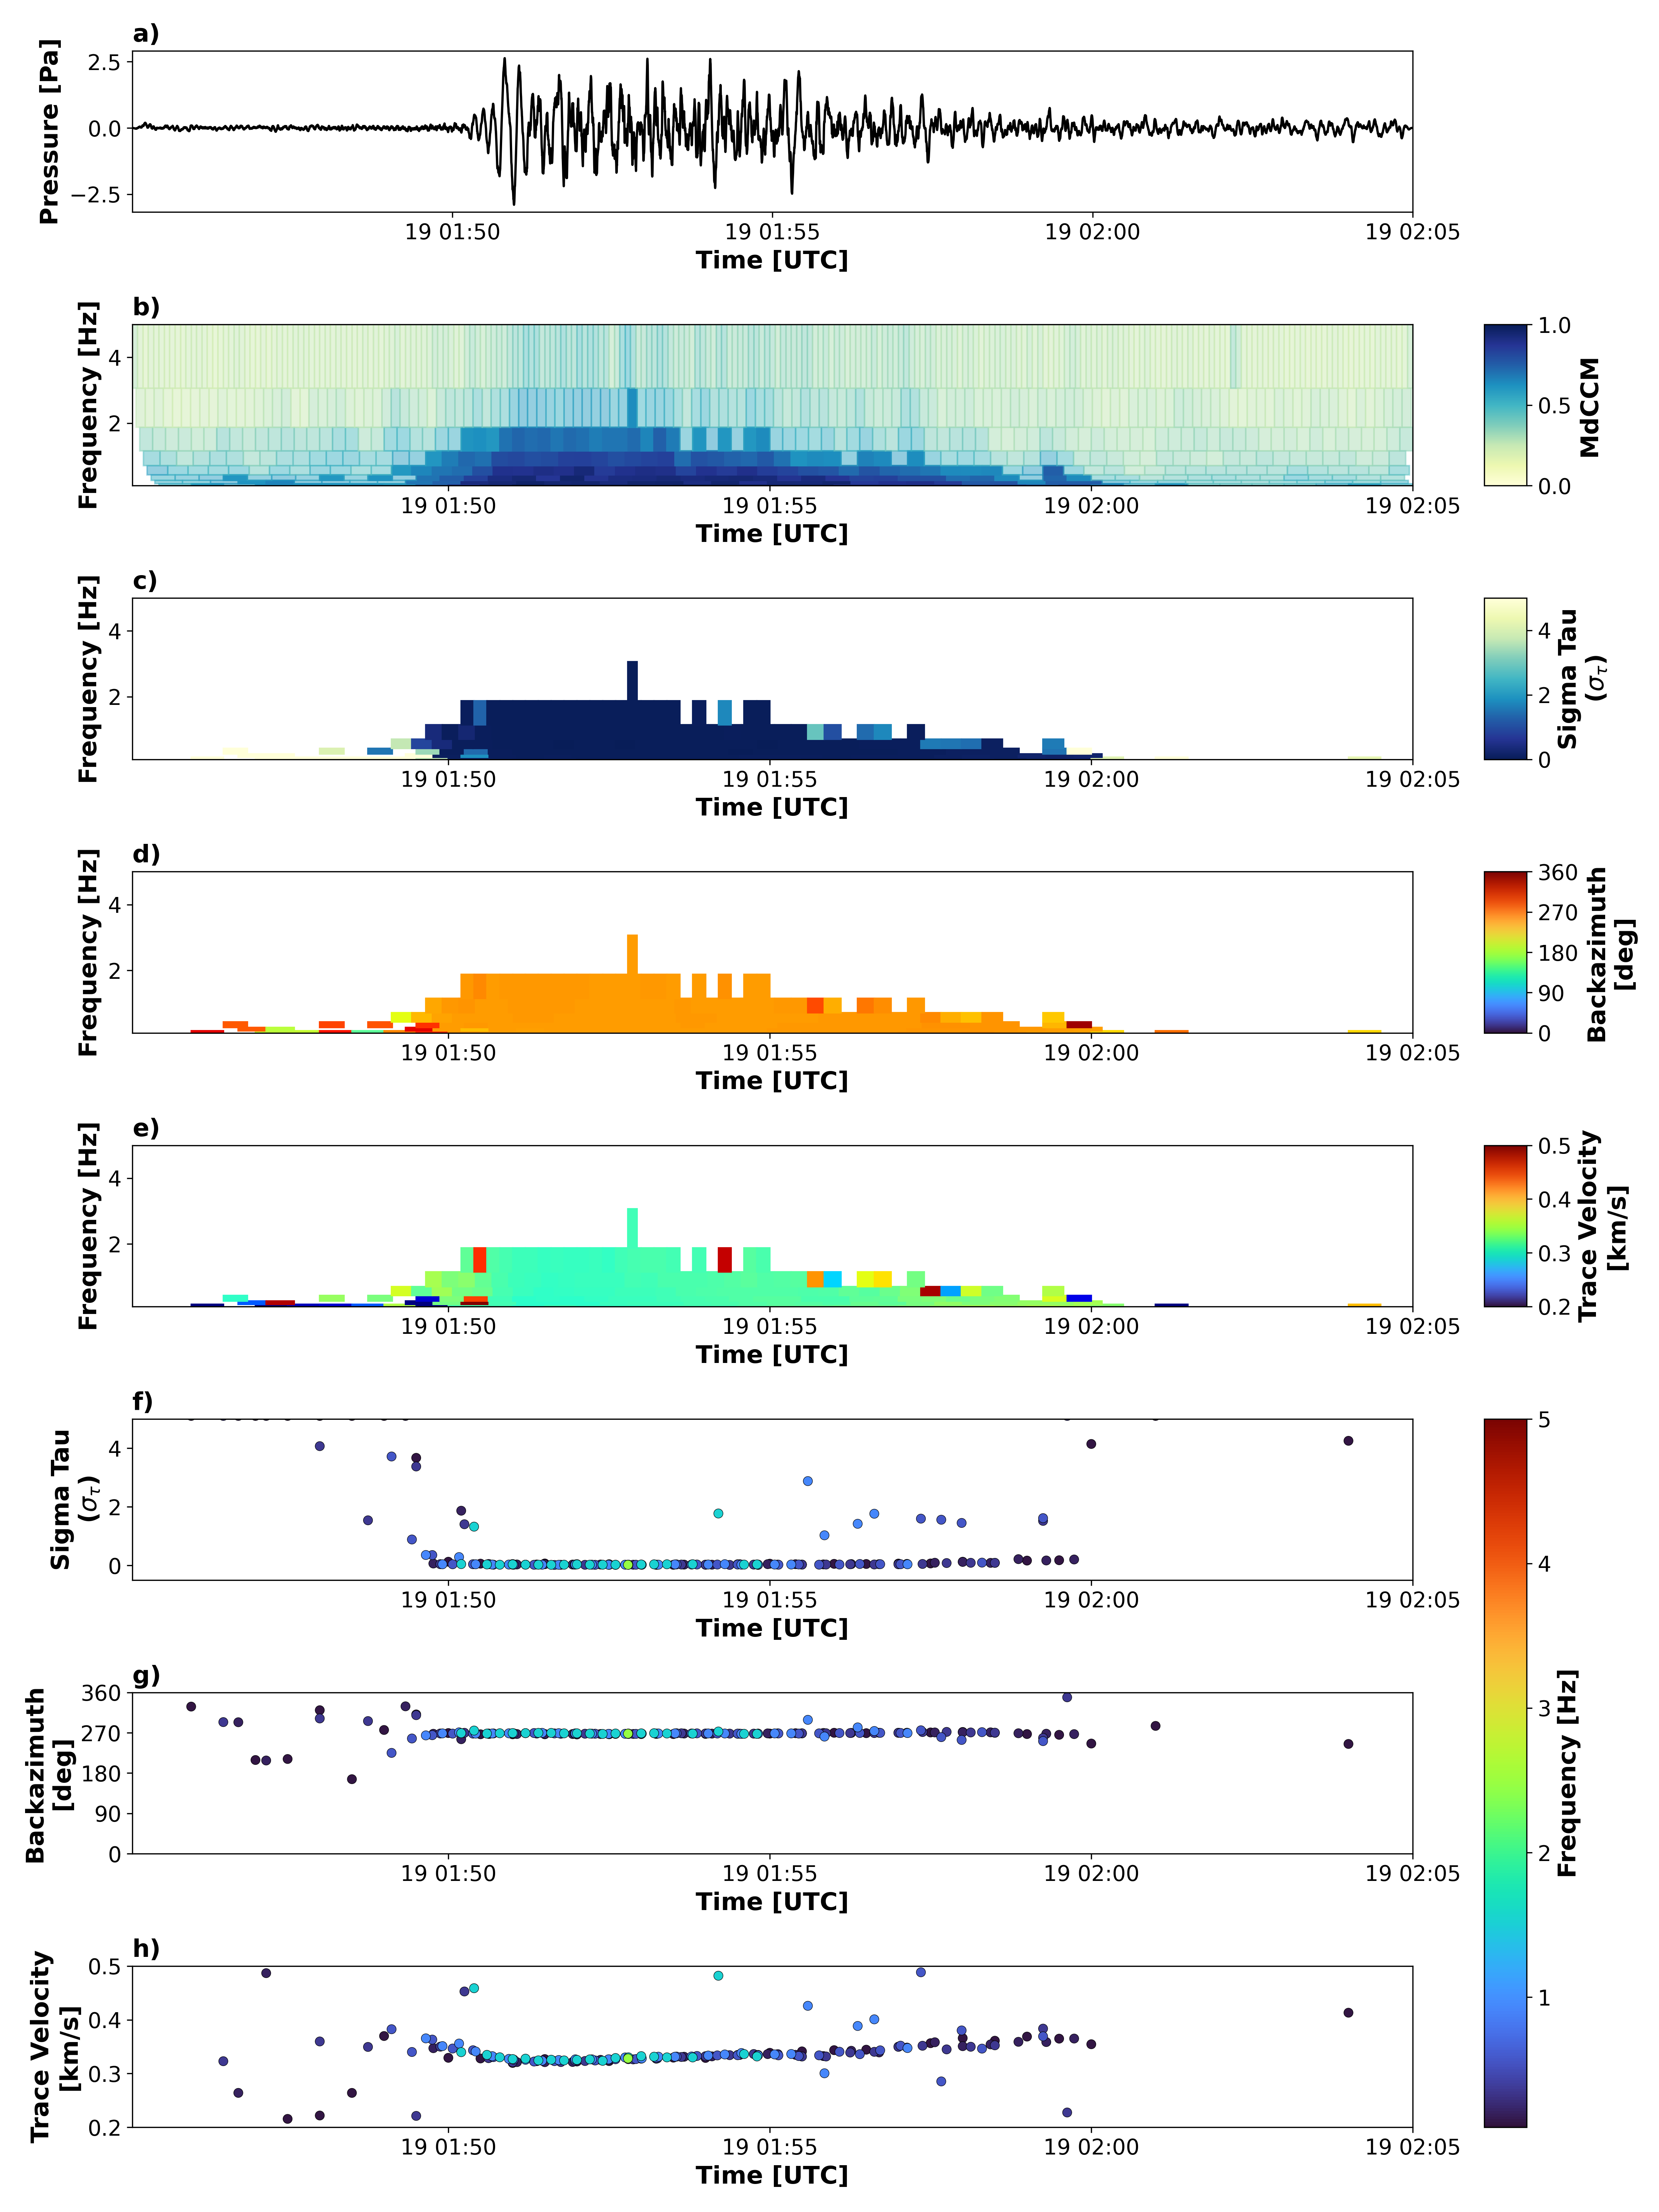 a)
Pressure [Pa]
2.5
0.0
−2.5
19 01:50 19 01:55 19 02:00 19 02:05
Time [UTC]
b)
Frequency [Hz]
4
2
19 01:50 19 01:55 19 02:00 19 02:05
Time [UTC]
1.0
0.5
0.0
MdCCM
c)
Frequency [Hz]
4
2
19 01:50 19 01:55 19 02:00 19 02:05
Time [UTC]
4
2
0
Sigma Tau
(στ)
d)
Frequency [Hz]
4
2
19 01:50 19 01:55 19 02:00 19 02:05
Time [UTC]
360
270
180
90
0
Backazimuth
[deg]
e)
Frequency [Hz]
4
2
19 01:50 19 01:55 19 02:00 19 02:05
Time [UTC]
0.5
0.4
0.3
0.2
Trace Velocity
[km/s]
f)
Sigma Tau
(στ)
4
2
0
19 01:50 19 01:55 19 02:00 19 02:05
Time [UTC]
g)
Backazimuth
[deg]
360
270
180
90
0
19 01:50 19 01:55 19 02:00 19 02:05
Time [UTC]
h)
Trace Velocity
[km/s]
0.5
0.4
0.3
0.2
19 01:50 19 01:55 19 02:00 19 02:05
Time [UTC]
5
4
3
2
1
Frequency [Hz]